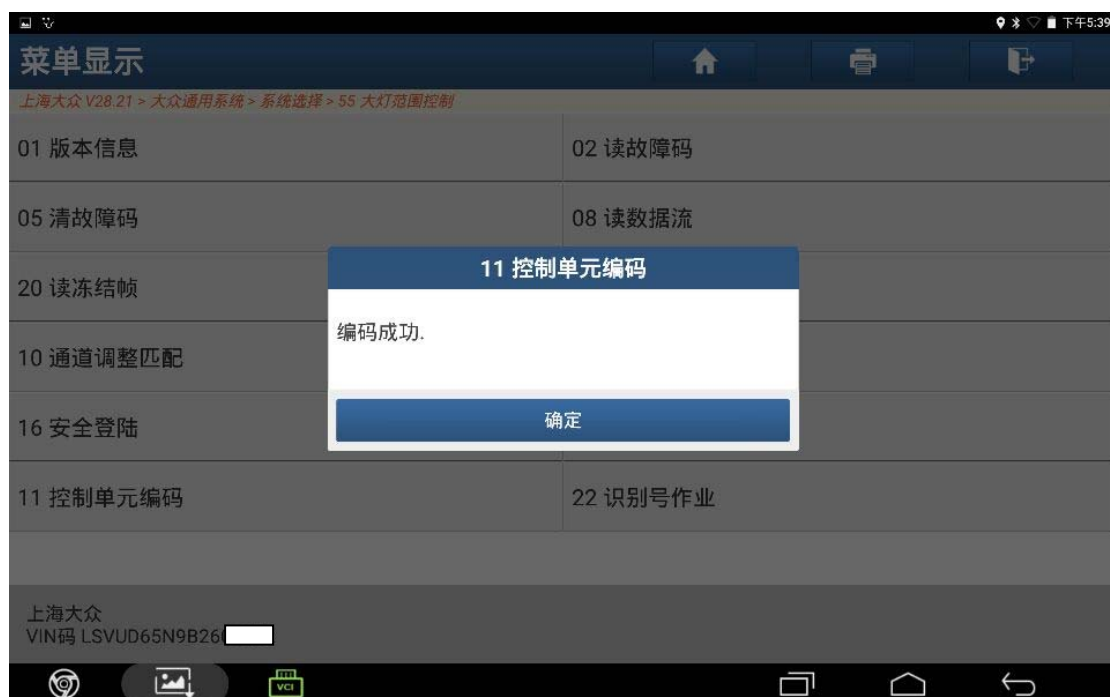 下午5:39
菜单显示
上海大众 V28.21 > 大众通用系统 > 系统选择 > 55 大灯范围控制
01 版本信息
02 读故障码
05 清故障码
08 读数据流
11 控制单元编码
20 读冻结帧
编码成功.
10 通道调整匹配
确定
16 安全登陆
11 控制单元编码
22 识别号作业
上海大众
VIN码 LSVUD65N9B26
VCI